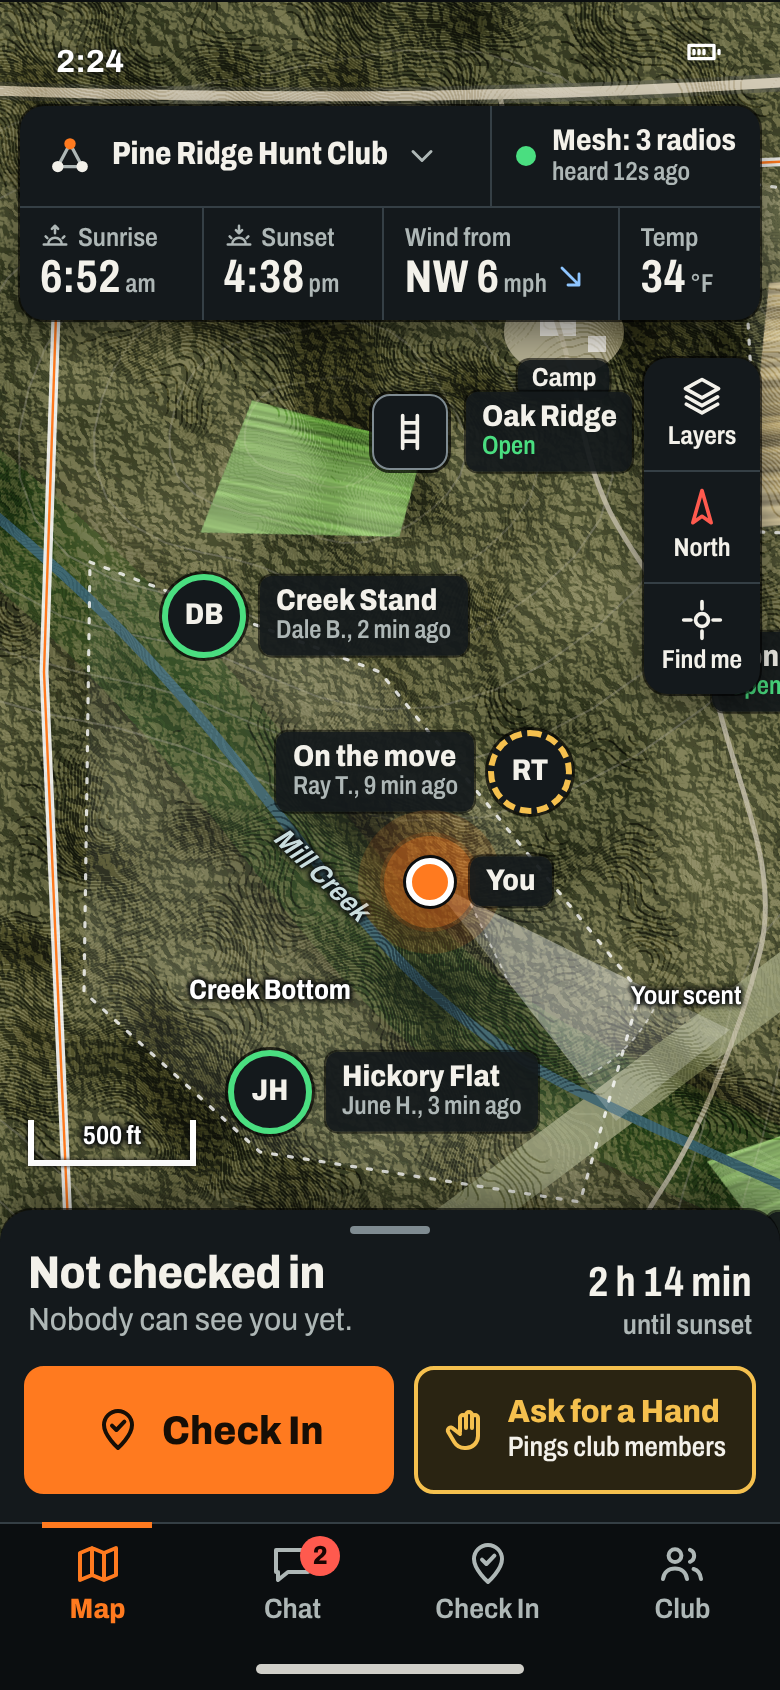 2:24
Pine Ridge Hunt Club
Mesh: 3 radios
heard 12s ago
Sunrise
6:52 am
Sunset
4:38 pm
Wind from
NW 6 mph
Temp
34 °F
Camp
Oak Ridge
Open
Layers
North
Find me
DB
Creek Stand
Dale B., 2 min ago
On the move
Ray T., 9 min ago
RT
Mill Creek
You
Creek Bottom
Your scent
JH
Hickory Flat
June H., 3 min ago
500 ft
Not checked in
Nobody can see you yet.
2 h 14 min
until sunset
Check In
Ask for a Hand
Pings club members
Map
Chat
2
Check In
Club